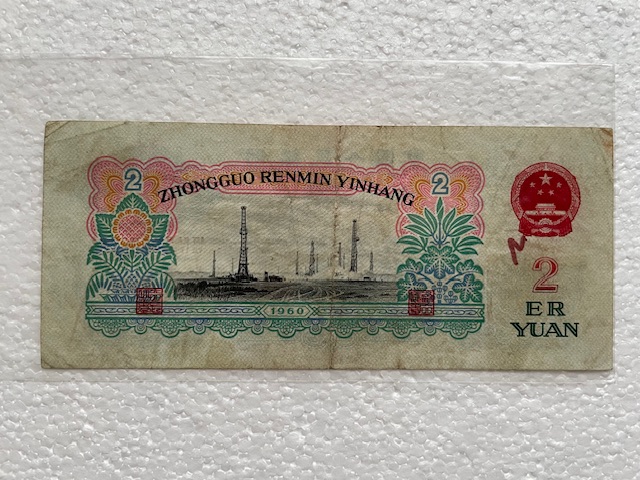 2
2
ZHONGGUO RENMIN YINHANG
1960
2
ER
YUAN